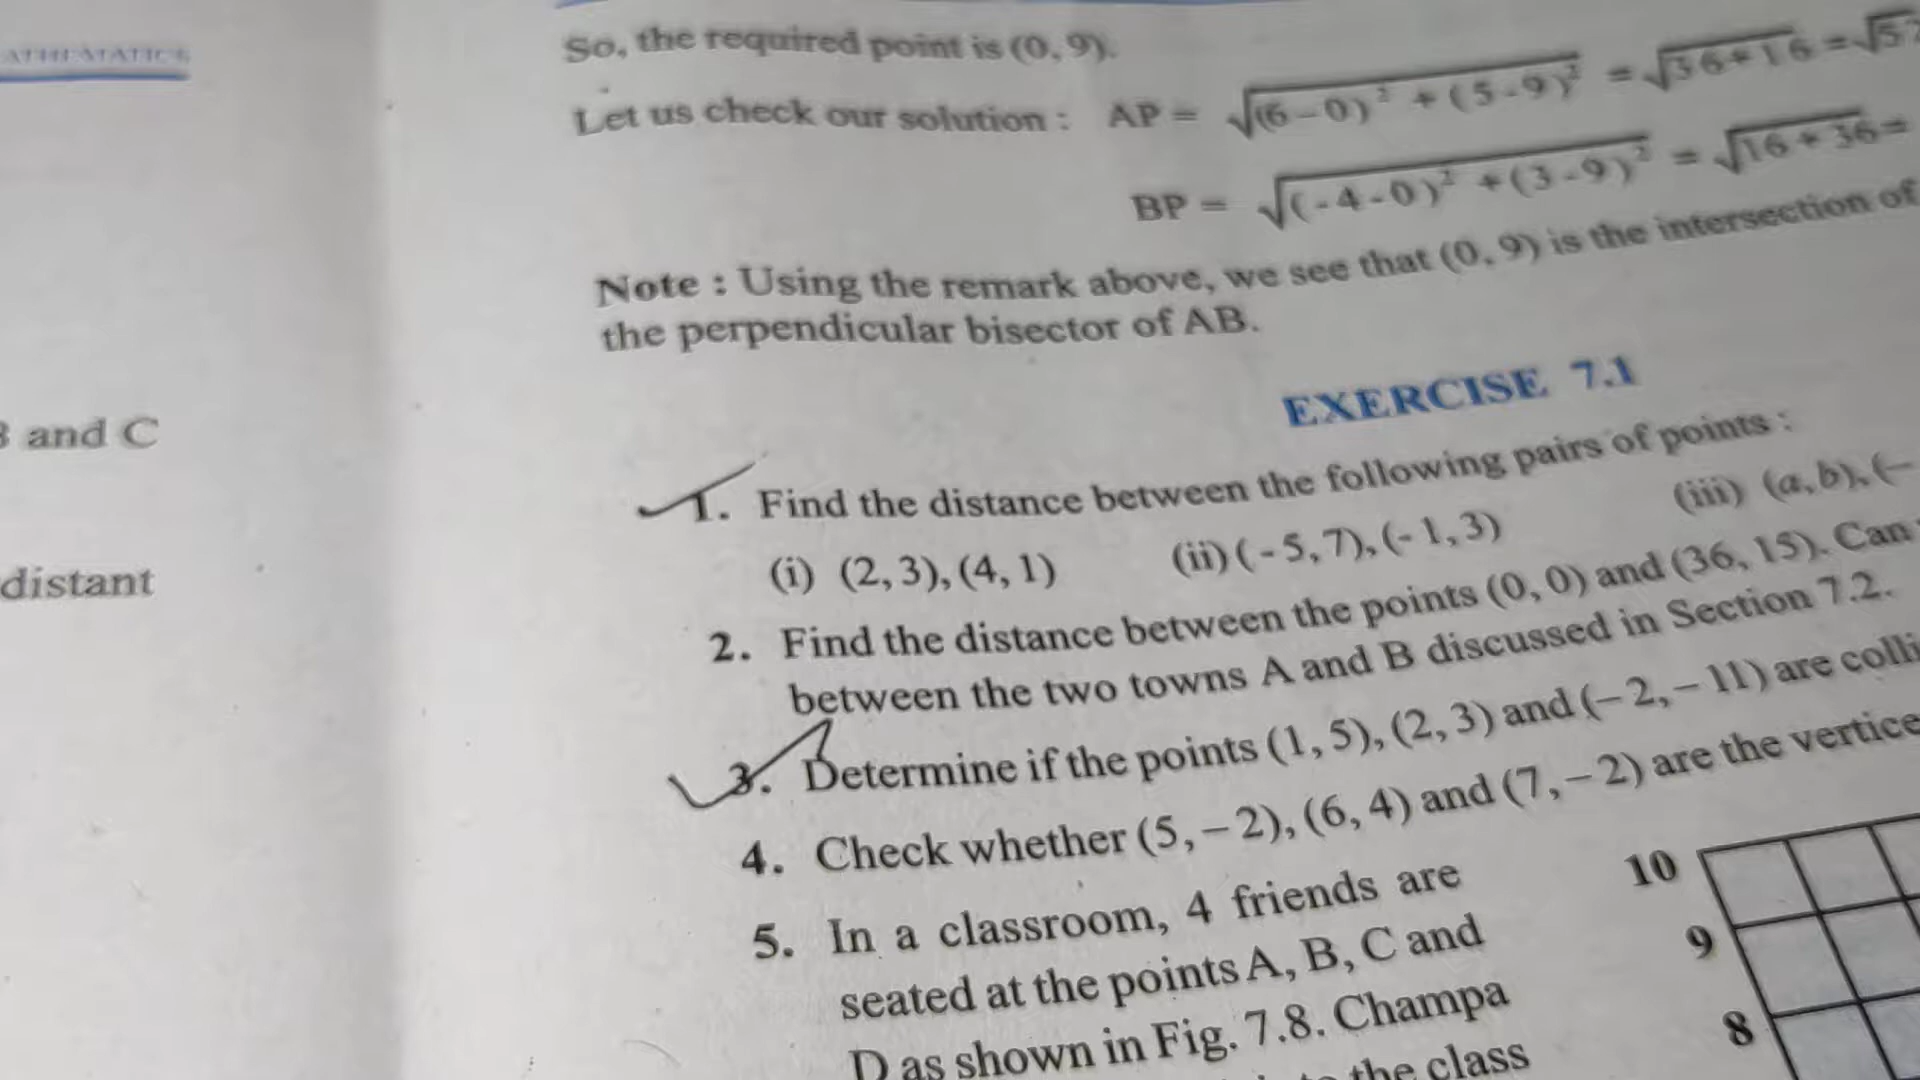 and C
distant
So, the required point is (0, 9).
Let us check our solution : AP = √(6 – 0)² + (5 – 9)² = √36 + 16 =
BP = √(– 4 – 0)² + (3 – 9)² = √16 + 36 =
Note : Using the remark above, we see that (0, 9) is the intersection of
the perpendicular bisector of AB.
EXERCISE 7.1
1. Find the distance between the following pairs of points :
(i) (2, 3), (4, 1) (ii) (– 5, 7), (– 1, 3) (iii) (a, b), (–
2. Find the distance between the points (0, 0) and (36, 15). Can
between the two towns A and B discussed in Section 7.2.
3. Determine if the points (1, 5), (2, 3) and (– 2, – 11) are colli
4. Check whether (5, – 2), (6, 4) and (7, – 2) are the vertice
5. In a classroom, 4 friends are
seated at the points A, B, C and
D as shown in Fig. 7.8. Champa
the class
10
9
8